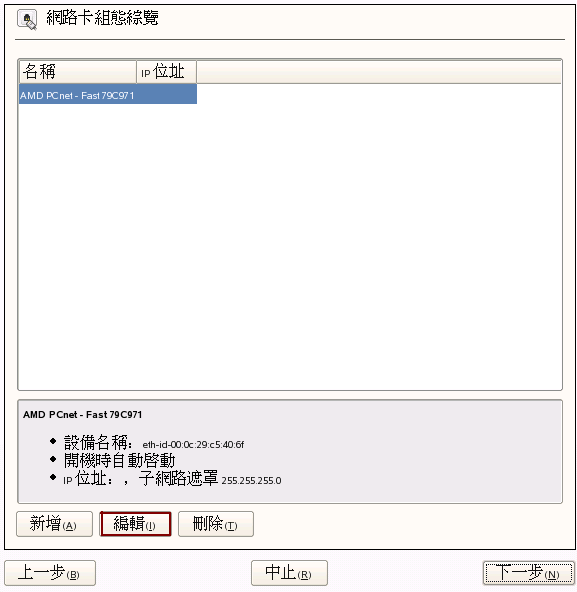 網路卡組態綜覽
名稱 IP 位址
AMD PCnet - Fast 79C971
AMD PCnet - Fast 79C971
設備名稱： eth-id-00:0c:29:c5:40:6f
開機時自動啓動
IP 位址：，子網路遮罩 255.255.255.0
新增(A) 編輯(I) 刪除(T)
上一步(B) 中止(R) 下一步(N)